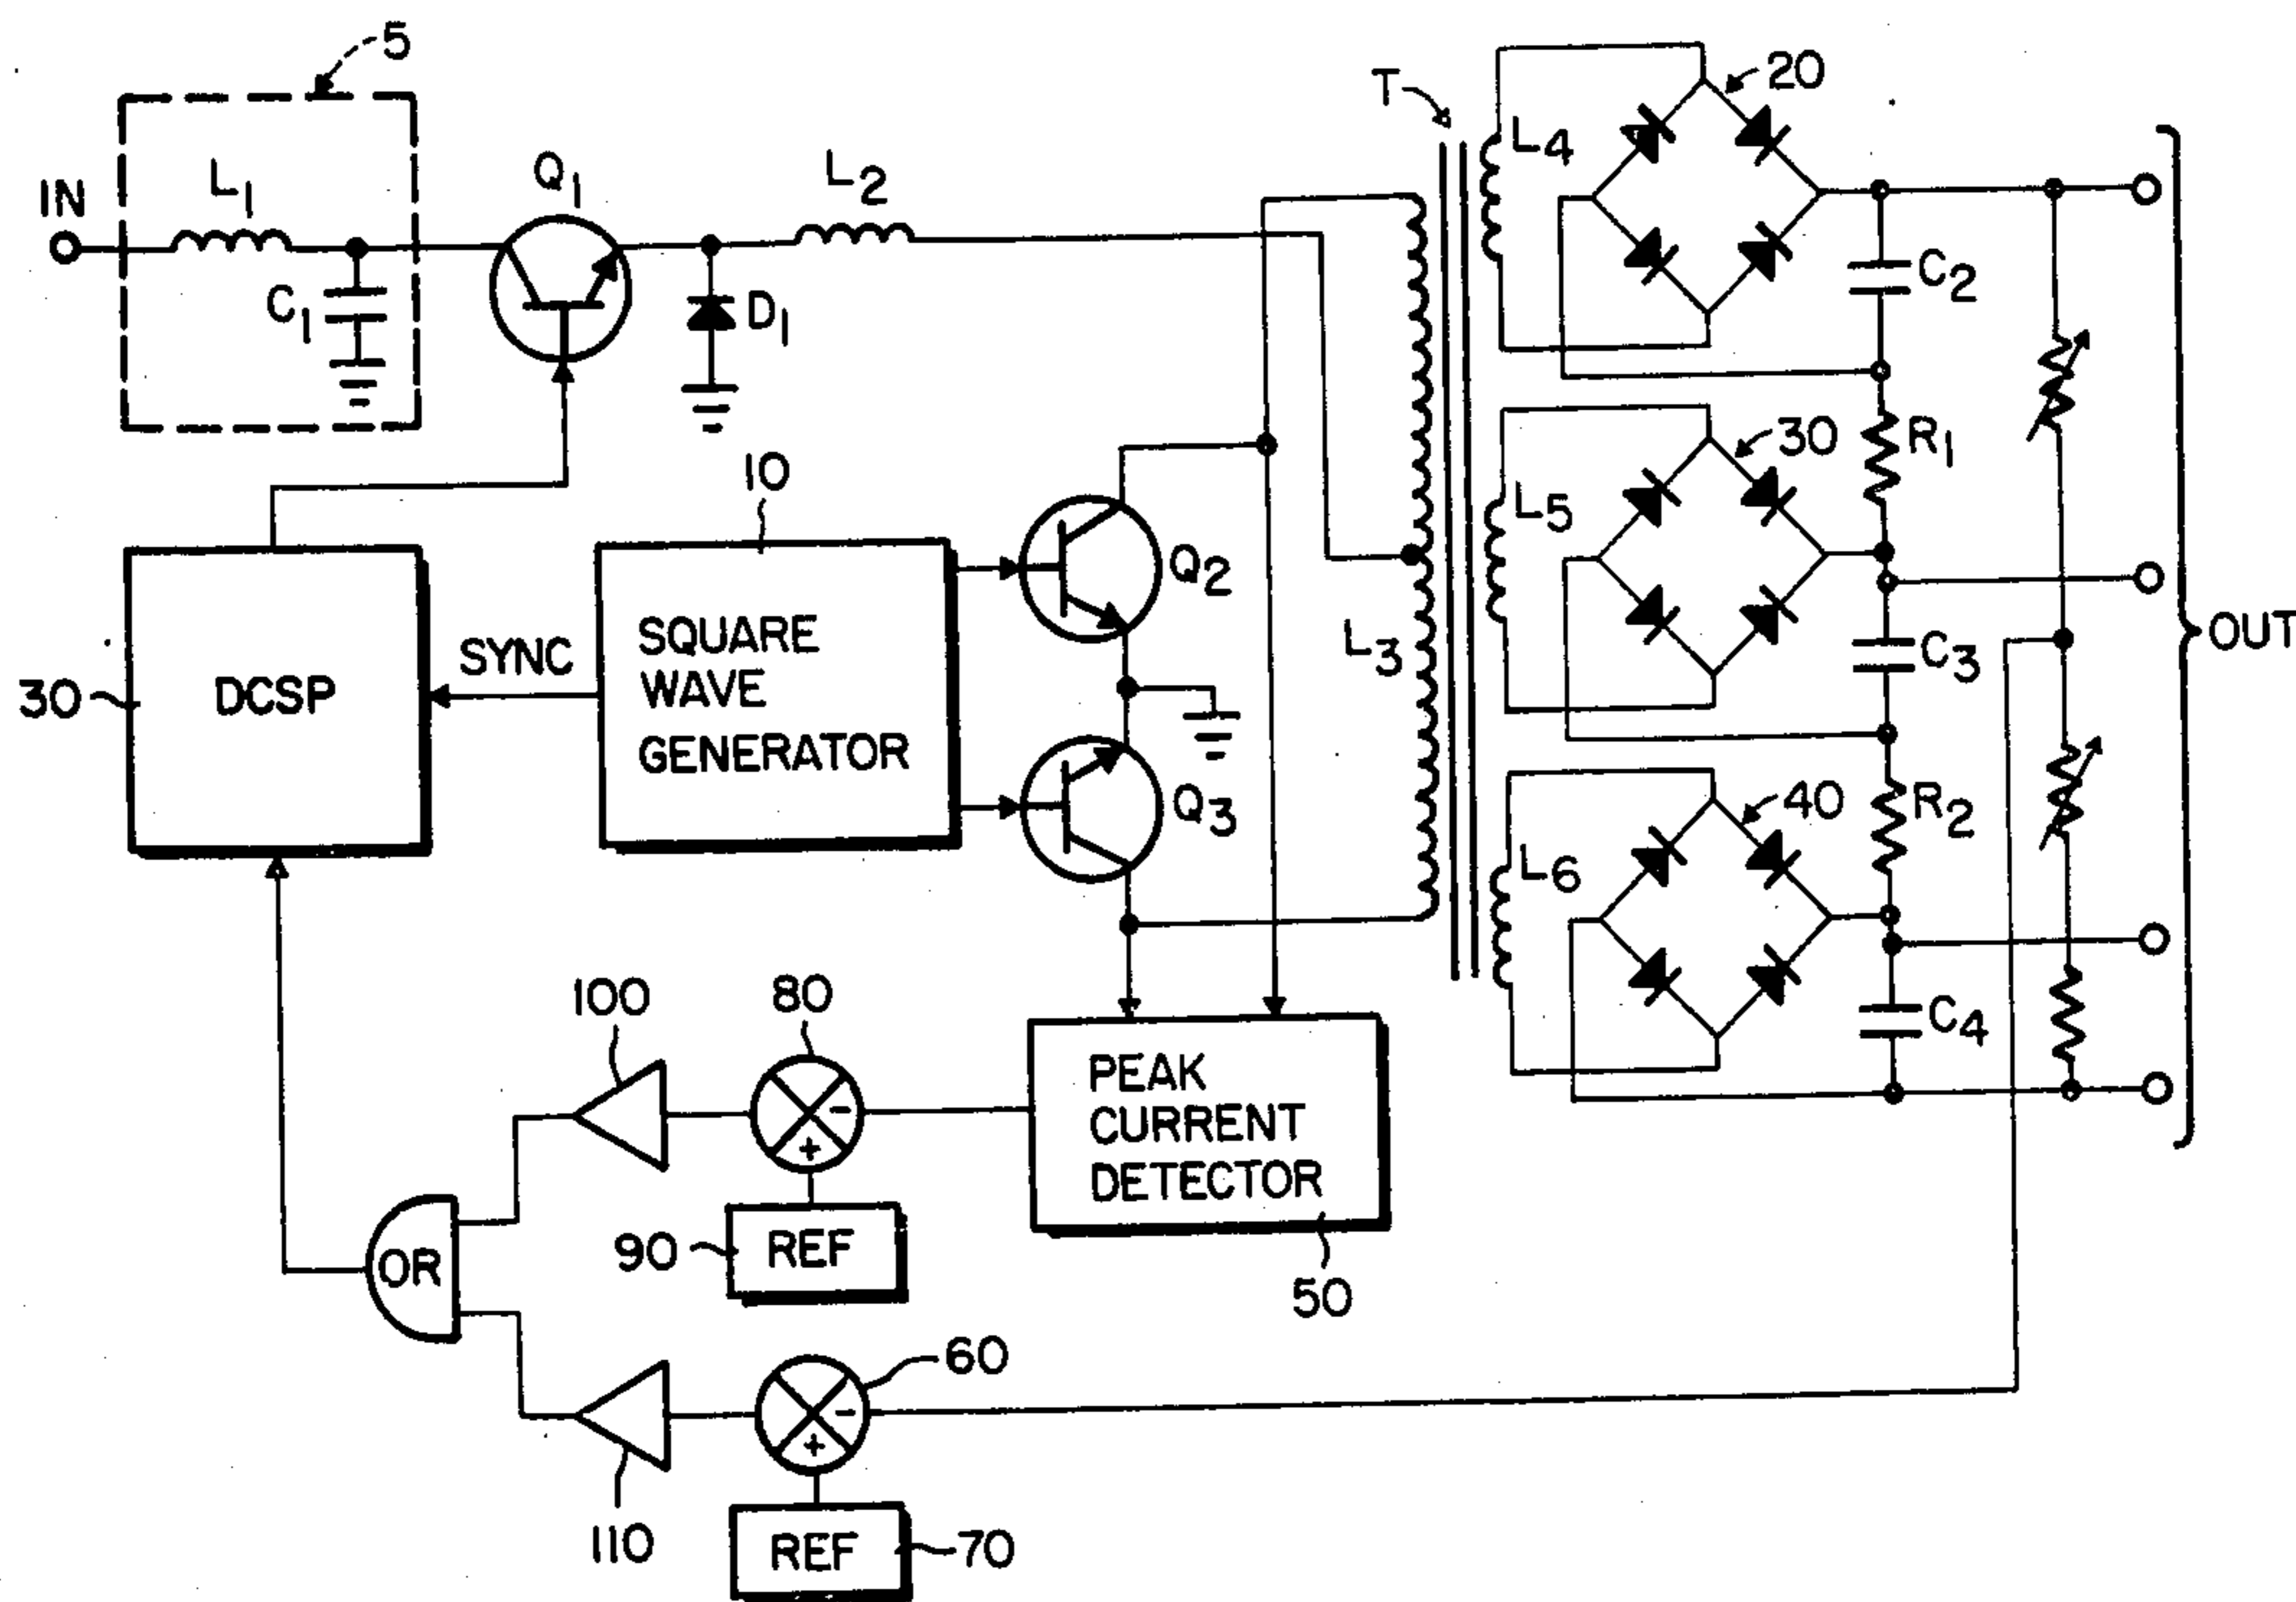 5
IN
L1
C1
Q1
D1
L2
T
L4
20
C2
R1
30
L5
C3
OUT
L3
R2
40
L6
C4
10
SQUARE
WAVE
GENERATOR
Q2
Q3
SYNC
30
DCSP
100
80
-
+
90
REF
PEAK
CURRENT
DETECTOR
50
OR
60
-
+
110
REF
70